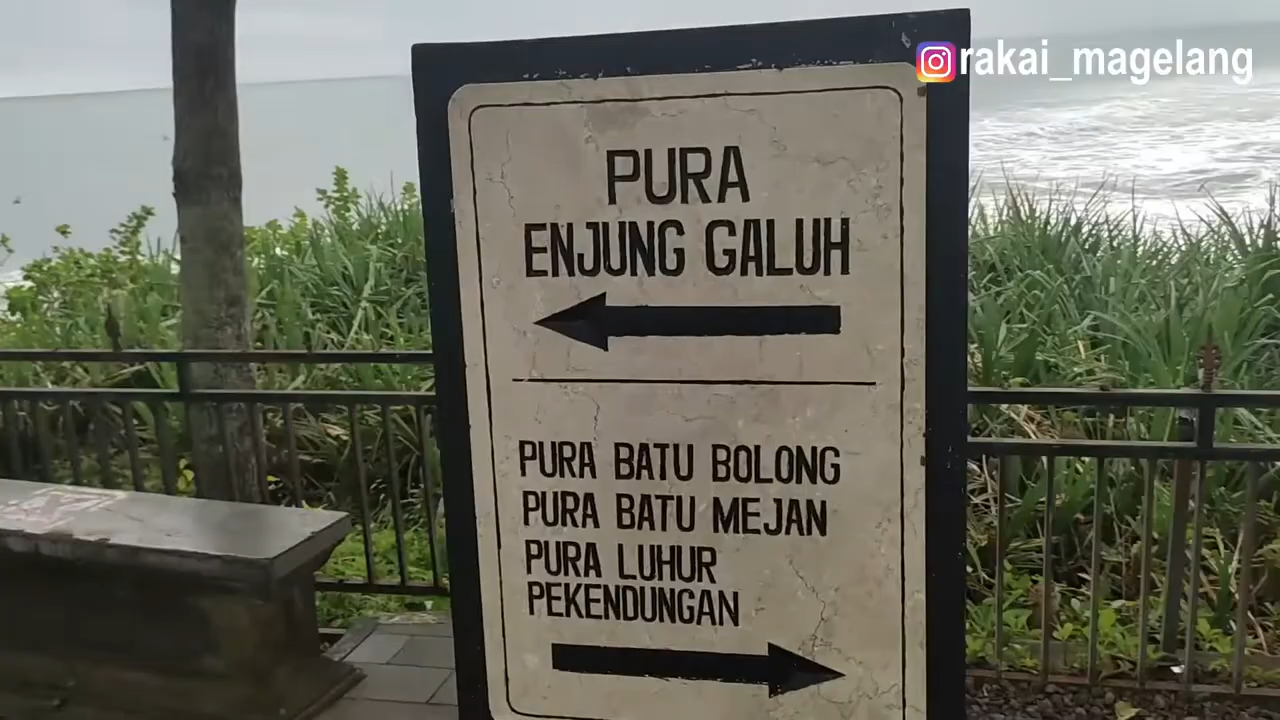 rakai_magelang
PURA
ENJUNG GALUH
PURA BATU BOLONG
PURA BATU MEJAN
PURA LUHUR
PEKENDUNGAN